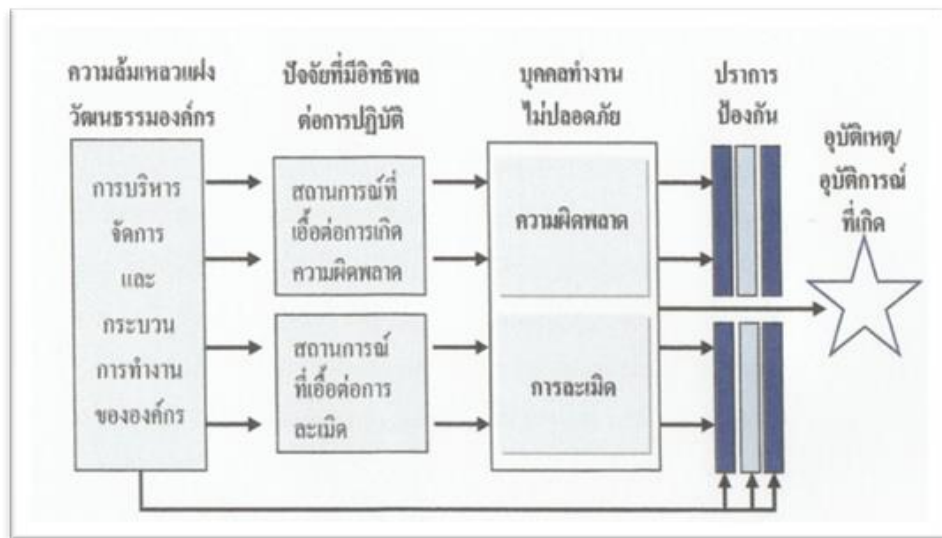 ความล้มเหลวแฝง
วัฒนธรรมองค์กร
การบริหาร
จัดการ
และ
กระบวน
การทำงาน
ขององค์กร
ปัจจัยที่มีอิทธิพล
ต่อการปฏิบัติ
สถานการณ์ที่
เอื้อต่อการเกิด
ความผิดพลาด
สถานการณ์
ที่เอื้อต่อการ
ละเมิด
บุคคลทำงาน
ไม่ปลอดภัย
ความผิดพลาด
การละเมิด
ปราการ
ป้องกัน
อุบัติเหตุ/
อุบัติการณ์
ที่เกิด